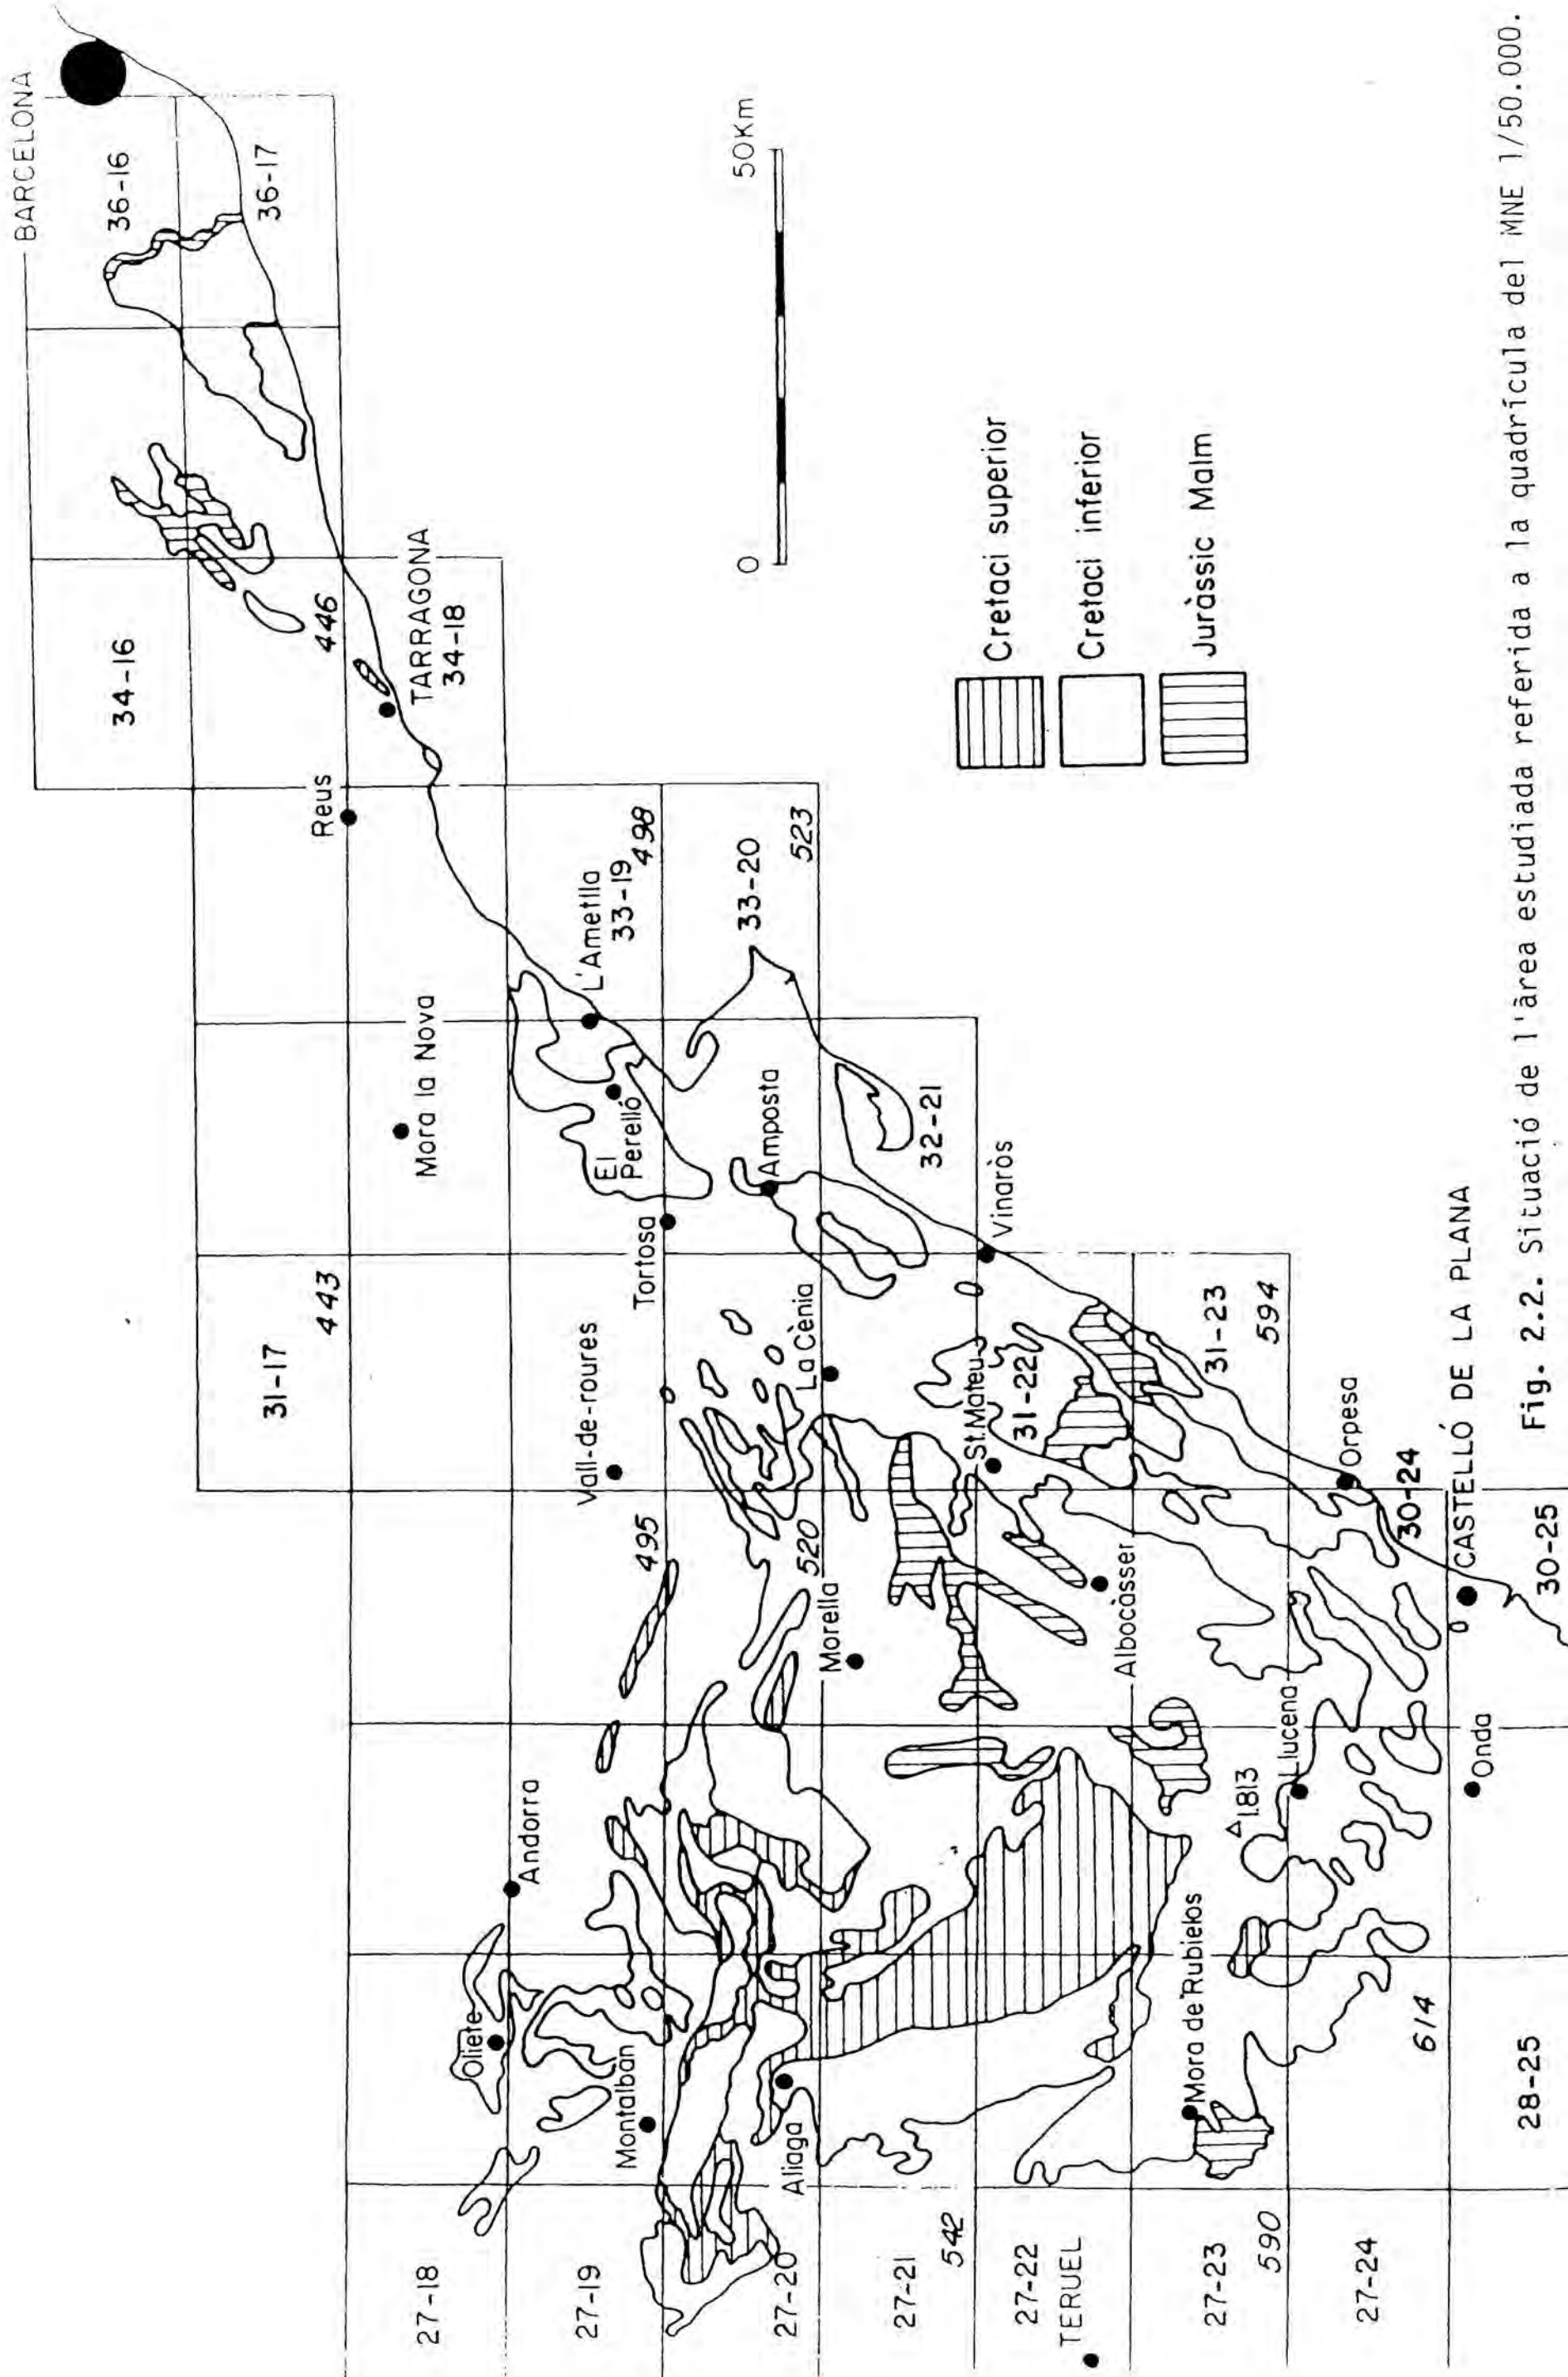 BARCELONA
36-16
36-17
34-16
446
TARRAGONA
34-18
Reus
31-17
443
Mora la Nova
L'Ametlla
33-19
498
El
Perelló
Tortosa
33-20
523
Amposta
32-21
Vall-de-roures
495
La Cènia
520
Morella
Vinaròs
St. Mateu
31-22
31-23
594
Albocàsser
Andorra
Oliete
Montalbán
Aliaga
27-18
27-19
27-20
27-21
542
27-22
TERUEL
27-23
590
27-24
Mora de Rubielos
1.813
Llucena
Orpesa
30-24
CASTELLÓ DE LA PLANA
30-25
Onda
614
28-25
0
50Km
Cretaci superior
Cretaci inferior
Juràssic Malm
Fig. 2.2. Situació de l'àrea estudiada referida a la quadrícula del MNE 1/50.000.